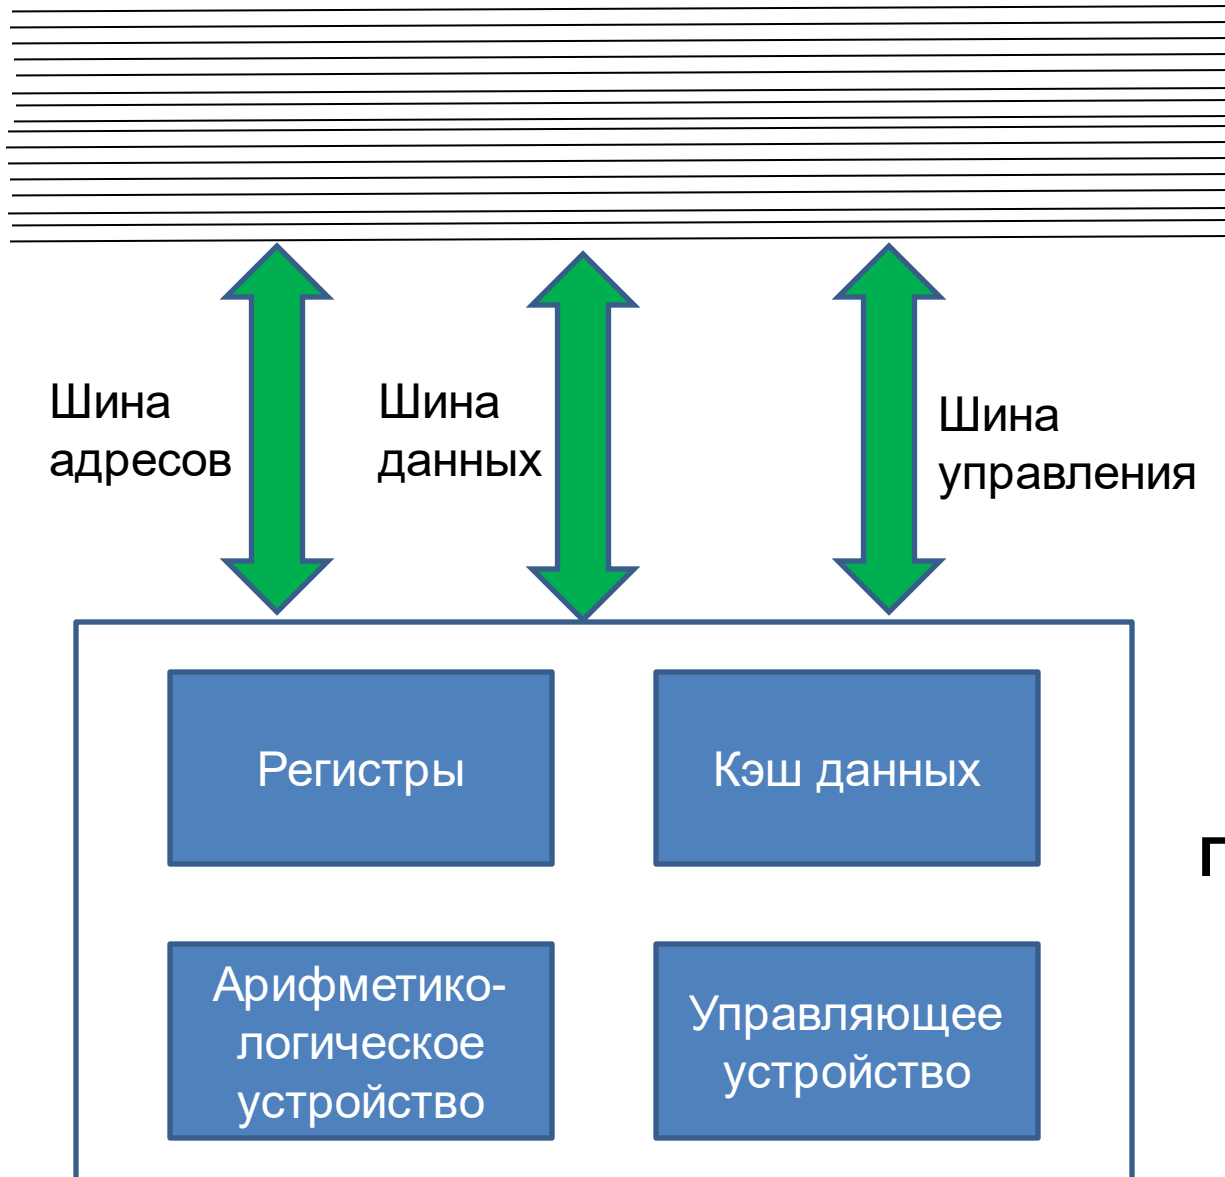 Шина
адресов
Шина
данных
Шина
управления
Регистры
Кэш данных
Арифметико-
логическое
устройство
Управляющее
устройство